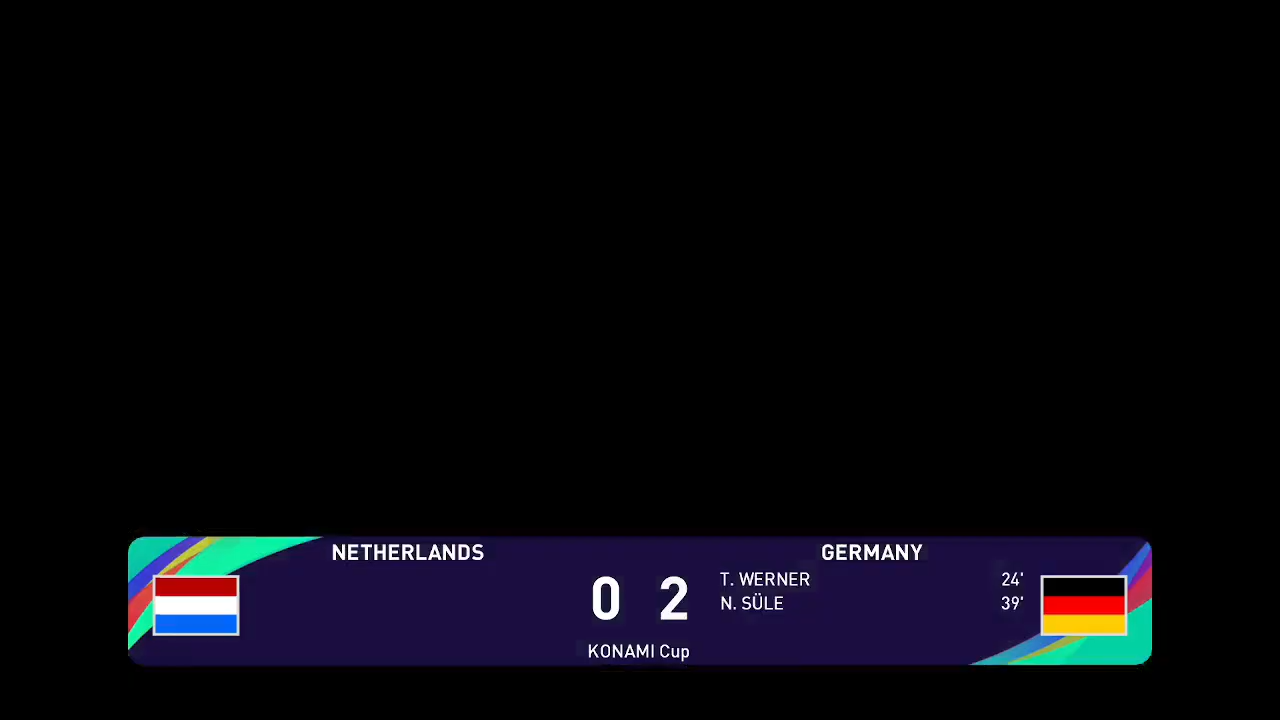 NETHERLANDS
GERMANY
0 2
T. WERNER 24'
N. SÜLE 39'
KONAMI Cup